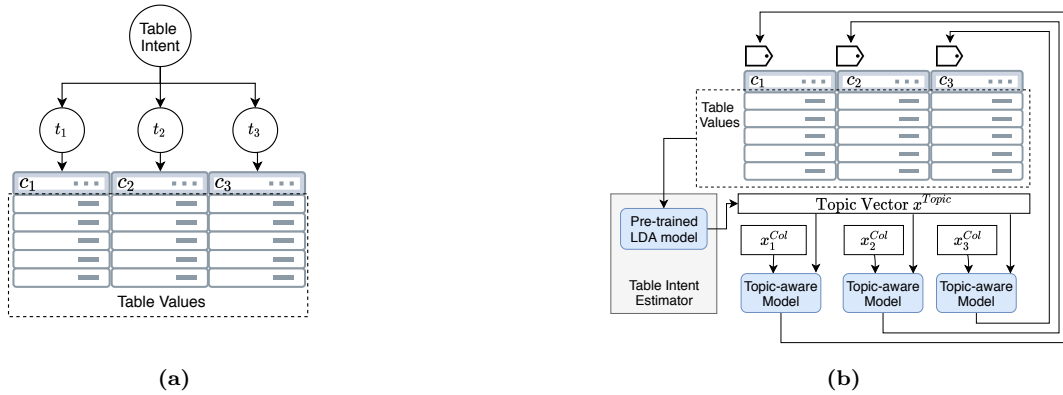 Table
Intent
t₁ t₂ t₃
c₁ c₂ c₃
Table Values
(a)
c₁ c₂ c₃
Table
Values
Topic Vector x^Topic
Pre-trained
LDA model
Table Intent
Estimator
x₁^Col x₂^Col x₃^Col
Topic-aware
Model
Topic-aware
Model
Topic-aware
Model
(b)